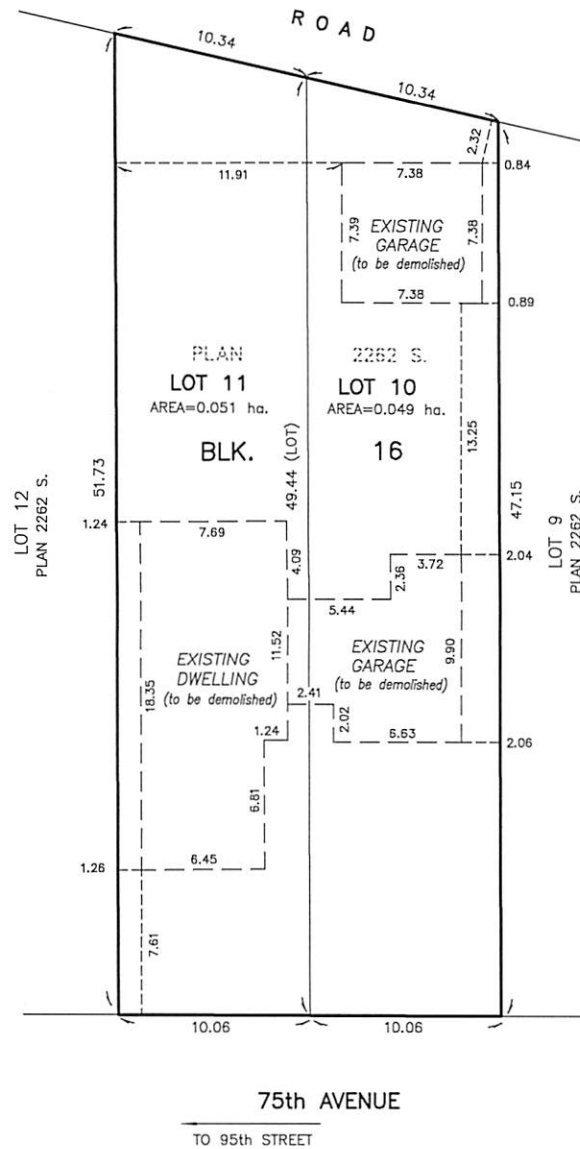 ROAD
10.34
10.34
2.32
11.91
7.38
0.84
7.39
EXISTING
GARAGE
(to be demolished)
7.38
7.38
0.89
PLAN
2262 S.
LOT 11
LOT 10
AREA=0.051 ha.
AREA=0.049 ha.
BLK.
16
13.25
51.73
49.44 (LOT)
47.15
LOT 12
PLAN 2262 S.
LOT 9
PLAN 2262 S.
1.24
7.69
4.09
2.36
3.72
2.04
5.44
11.52
EXISTING
DWELLING
(to be demolished)
EXISTING
GARAGE
(to be demolished)
9.90
18.35
2.41
2.02
1.24
6.63
2.06
6.81
6.45
1.26
7.61
10.06
10.06
75th AVENUE
TO 95th STREET